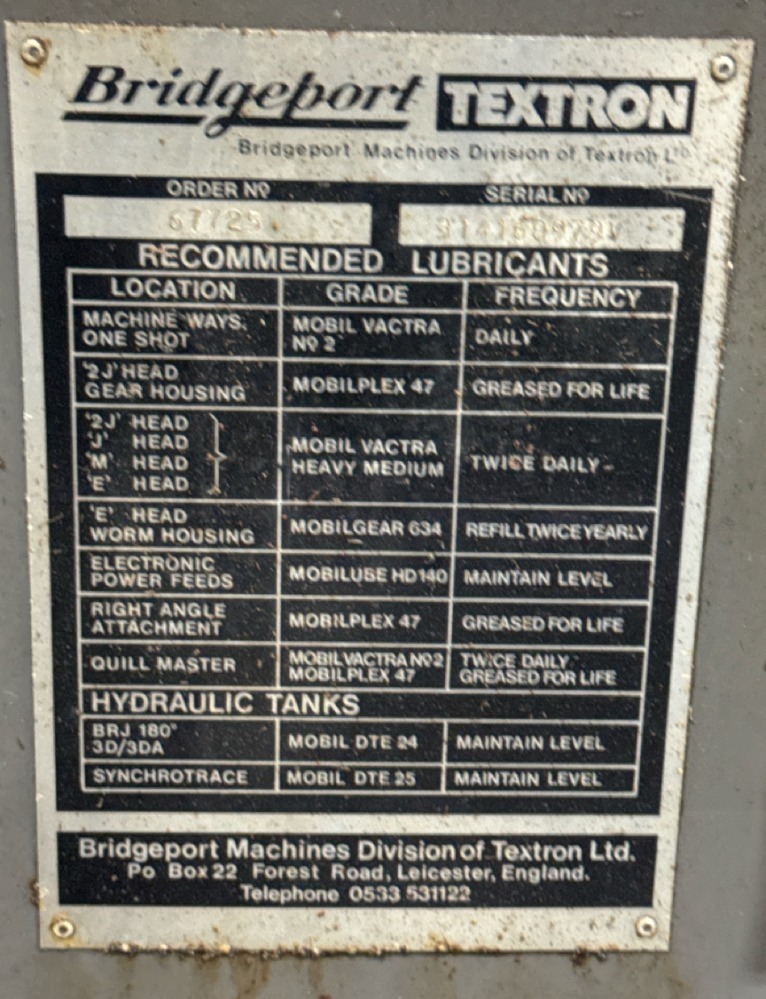 Bridgeport TEXTRON
Bridgeport Machines Division of Textron Ltd
ORDER Nº SERIAL Nº
RECOMMENDED LUBRICANTS
LOCATION GRADE FREQUENCY
MACHINE WAYS.
ONE SHOT
MOBIL VACTRA
Nº 2
DAILY
'2J' HEAD
GEAR HOUSING
MOBILPLEX 47
GREASED FOR LIFE
'2J' HEAD
'J' HEAD
'M' HEAD
'E' HEAD
MOBIL VACTRA
HEAVY MEDIUM
TWICE DAILY
'E' HEAD
WORM HOUSING
MOBILGEAR 634
REFILL TWICE YEARLY
ELECTRONIC
POWER FEEDS
MOBILUBE HD140
MAINTAIN LEVEL
RIGHT ANGLE
ATTACHMENT
MOBILPLEX 47
GREASED FOR LIFE
QUILL MASTER
MOBIL VACTRA Nº2
MOBILPLEX 47
TWICE DAILY
GREASED FOR LIFE
HYDRAULIC TANKS
BRJ 180°
3D/3DA
MOBIL DTE 24
MAINTAIN LEVEL
SYNCHROTRACE
MOBIL DTE 25
MAINTAIN LEVEL
Bridgeport Machines Division of Textron Ltd.
Po Box 22 Forest Road, Leicester, England.
Telephone 0533 531122